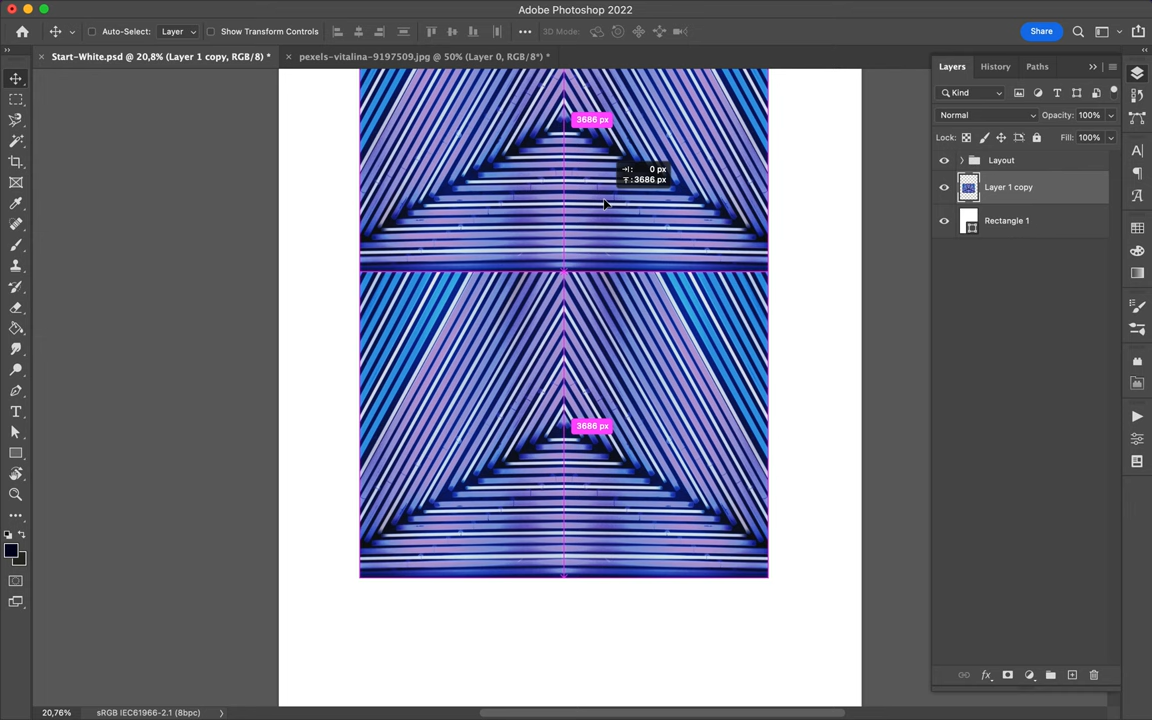 Adobe Photoshop 2022
Auto-Select:
Layer
Show Transform Controls
3D Mode:
Share
Start-White.psd @ 20,8% (Layer 1 copy, RGB/8) *
pexels-vitalina-9197509.jpg @ 50% (Layer 0, RGB/8*) *
Layers
History
Paths
Kind
Normal
Opacity: 100%
Lock:
Fill: 100%
Layout
Layer 1 copy
Rectangle 1
3686 px
0 px
:3686 px
3686 px
20,76%
sRGB IEC61966-2.1 (8bpc)